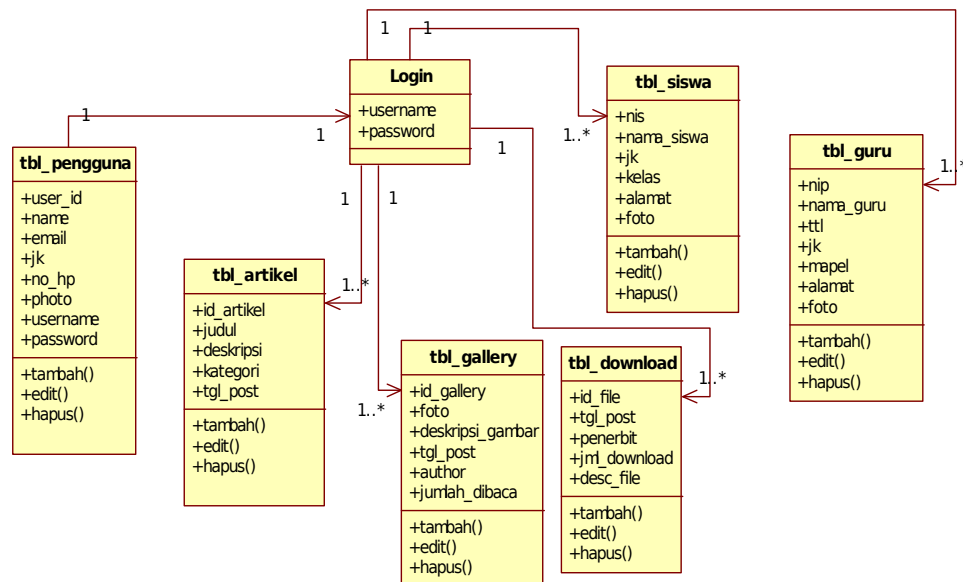 Login
+username
+password
tbl_pengguna
+user_id
+name
+email
+jk
+no_hp
+photo
+username
+password
+tambah()
+edit()
+hapus()
tbl_artikel
+id_artikel
+judul
+deskripsi
+kategori
+tgl_post
+tambah()
+edit()
+hapus()
tbl_gallery
+id_gallery
+foto
+deskripsi_gambar
+tgl_post
+author
+jumlah_dibaca
+tambah()
+edit()
+hapus()
tbl_download
+id_file
+tgl_post
+penerbit
+jml_download
+desc_file
+tambah()
+edit()
+hapus()
tbl_siswa
+nis
+nama_siswa
+jk
+kelas
+alamat
+foto
+tambah()
+edit()
+hapus()
tbl_guru
+nip
+nama_guru
+ttl
+jk
+mapel
+alamat
+foto
+tambah()
+edit()
+hapus()
1
1
1
1
1
1
1
1..*
1..*
1..*
1..*
1..*